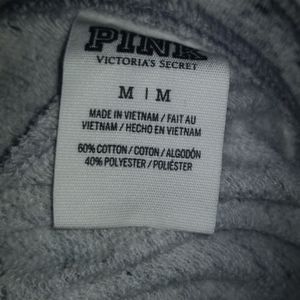 PINK
VICTORIA'S SECRET
M | M
MADE IN VIETNAM / FAIT AU
VIETNAM / HECHO EN VIETNAM
60% COTTON / COTON / ALGODÓN
40% POLYESTER / POLIÉSTER